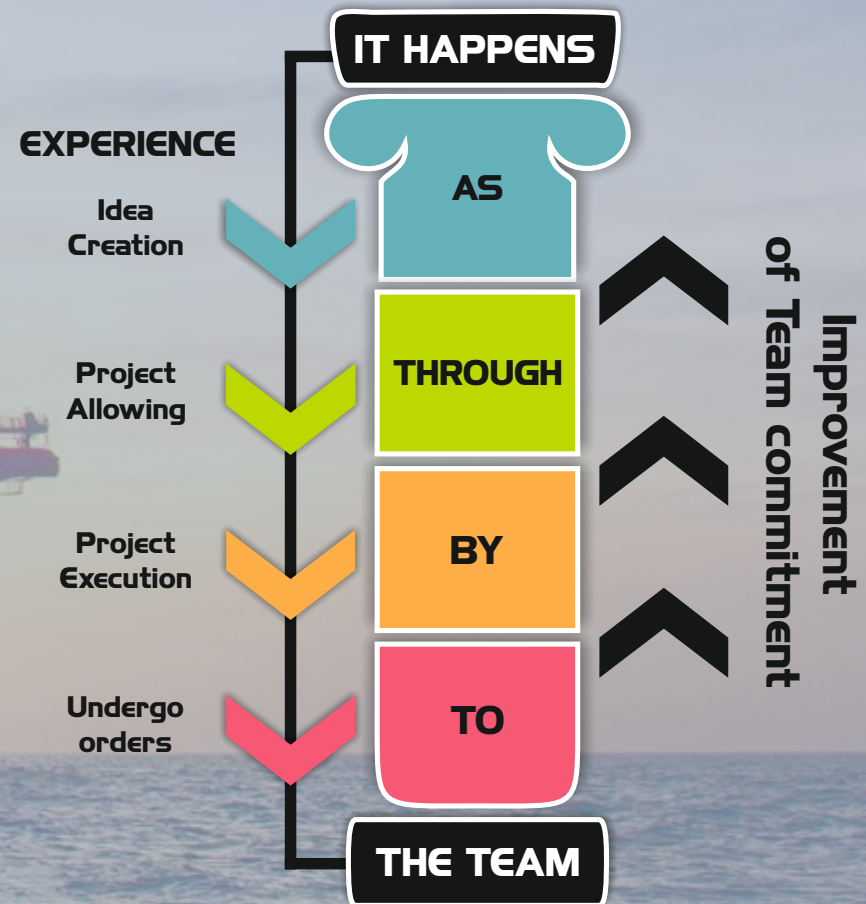 IT HAPPENS
EXPERIENCE
AS
Idea
Creation
THROUGH
Project
Allowing
BY
Project
Execution
TO
Undergo
orders
THE TEAM
Improvement
of Team commitment